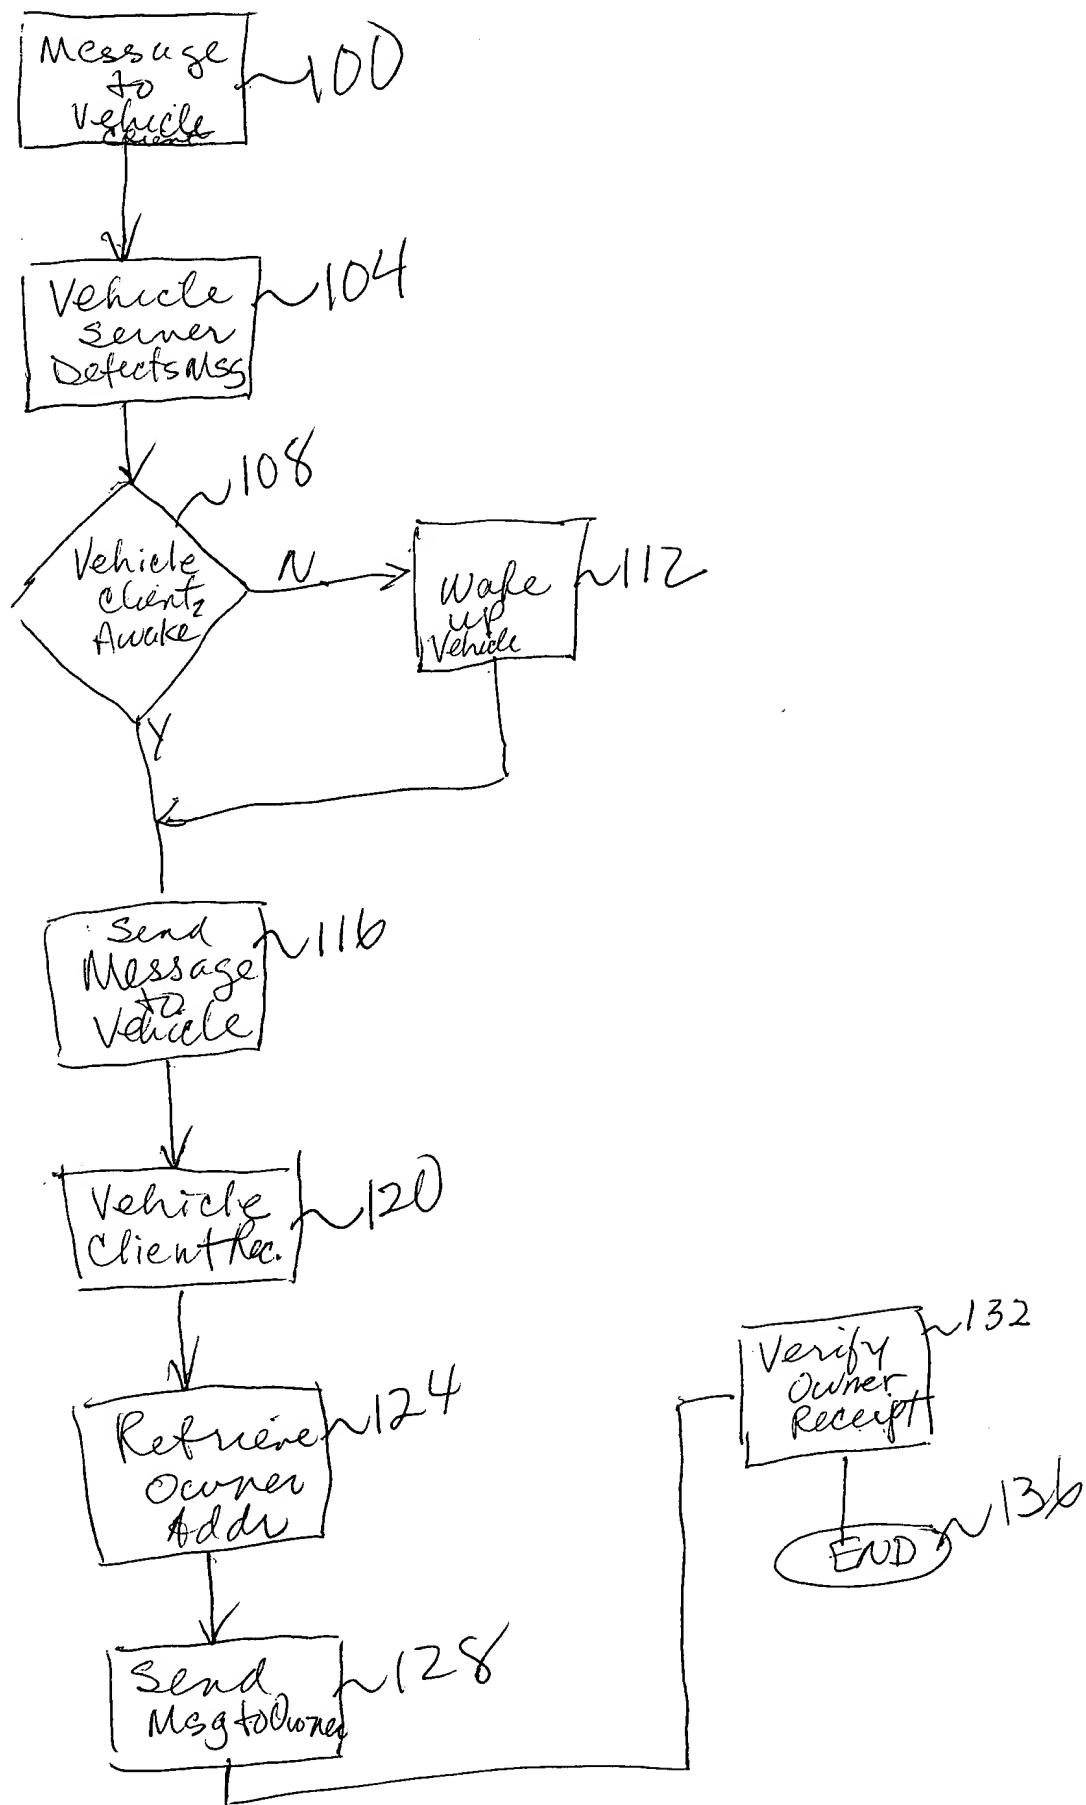 Message
to
Vehicle
Client
100
Vehicle
Server
Detects Msg
104
108
Vehicle
Client
Awake
N
Wake
up
Vehicle
112
Y
Send
Message
to
Vehicle
116
Vehicle
Client Rec.
120
Retrieve
Owner
Addr
124
Send
Msg to Owner
128
Verify
Owner
Receipt
132
END
136